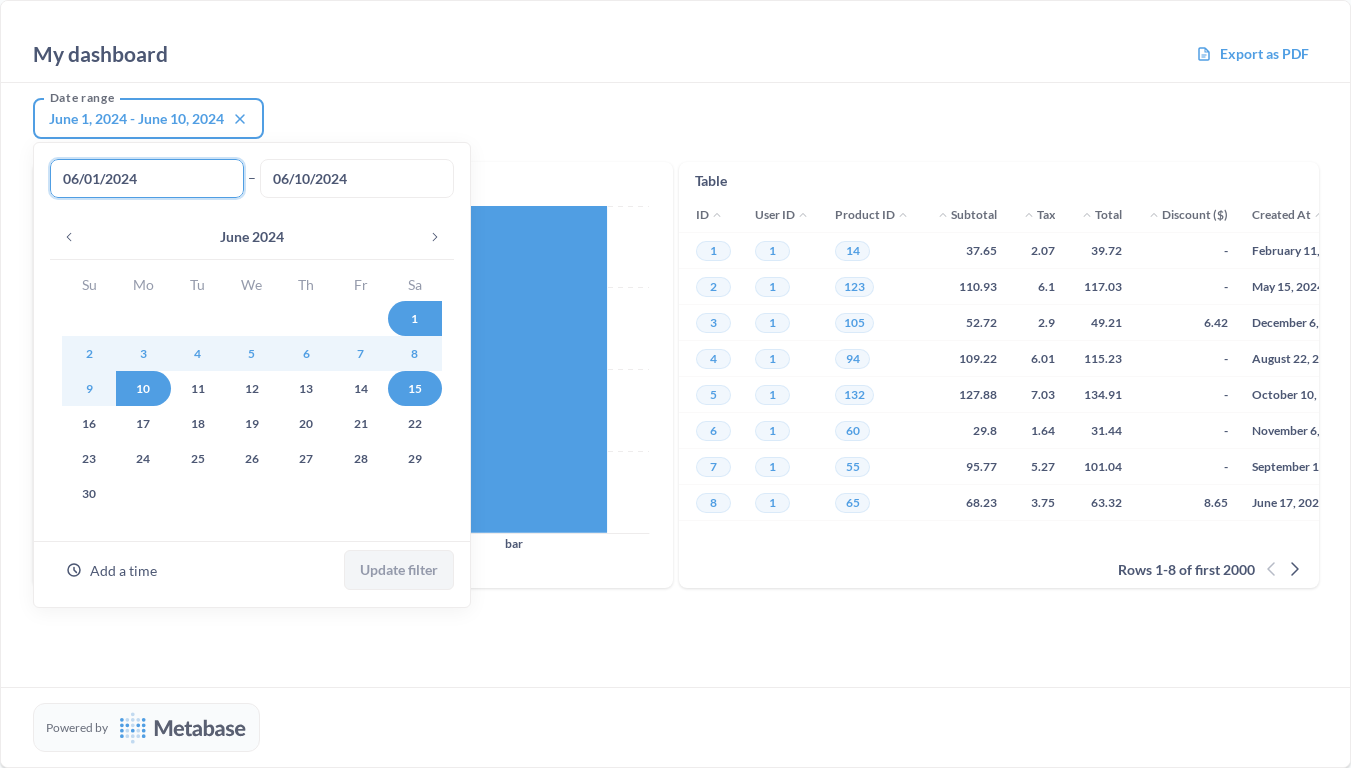 My dashboard
Export as PDF
Date range
June 1, 2024 - June 10, 2024
06/01/2024 – 06/10/2024
June 2024
Su Mo Tu We Th Fr Sa
1
2 3 4 5 6 7 8
9 10 11 12 13 14 15
16 17 18 19 20 21 22
23 24 25 26 27 28 29
30
Add a time
Update filter
bar
Table
ID User ID Product ID Subtotal Tax Total Discount ($) Created At
1 1 14 37.65 2.07 39.72 - February 11,
2 1 123 110.93 6.1 117.03 - May 15, 2024
3 1 105 52.72 2.9 49.21 6.42 December 6,
4 1 94 109.22 6.01 115.23 - August 22, 2
5 1 132 127.88 7.03 134.91 - October 10,
6 1 60 29.8 1.64 31.44 - November 6,
7 1 55 95.77 5.27 101.04 - September 1
8 1 65 68.23 3.75 63.32 8.65 June 17, 202
Rows 1-8 of first 2000
Powered by Metabase